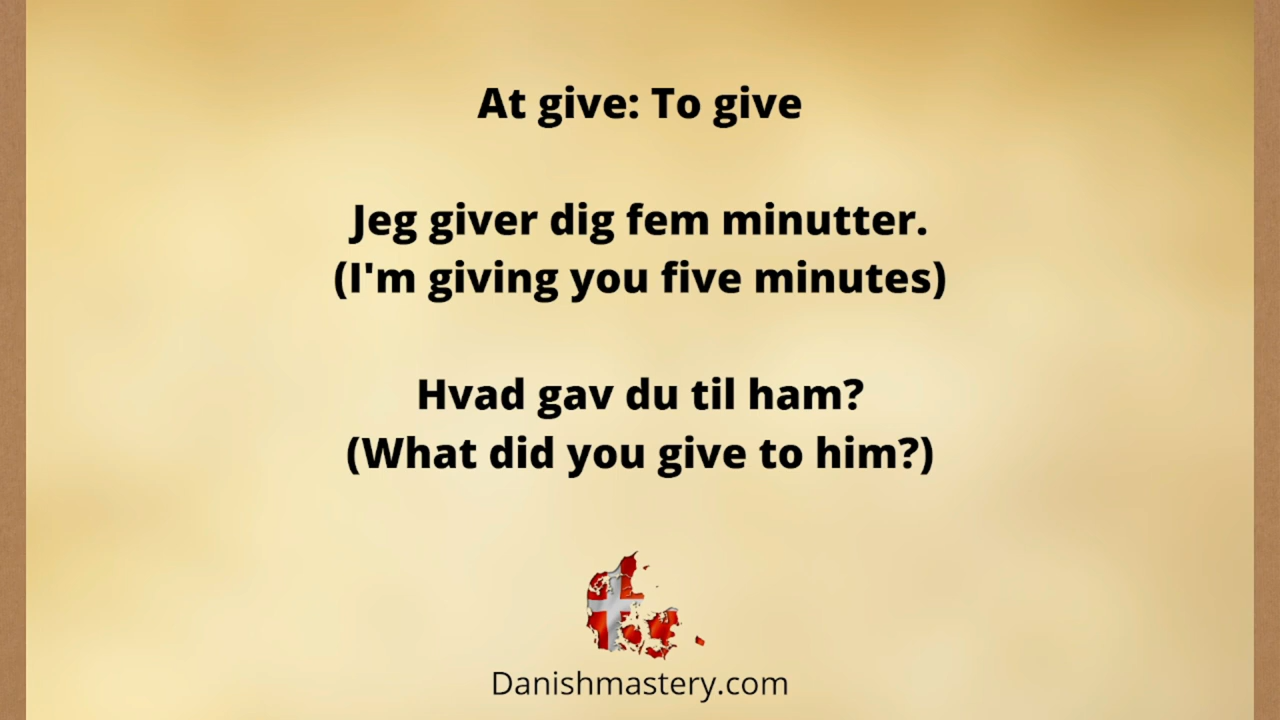 At give: To give
Jeg giver dig fem minutter.
(I'm giving you five minutes)
Hvad gav du til ham?
(What did you give to him?)
Danishmastery.com